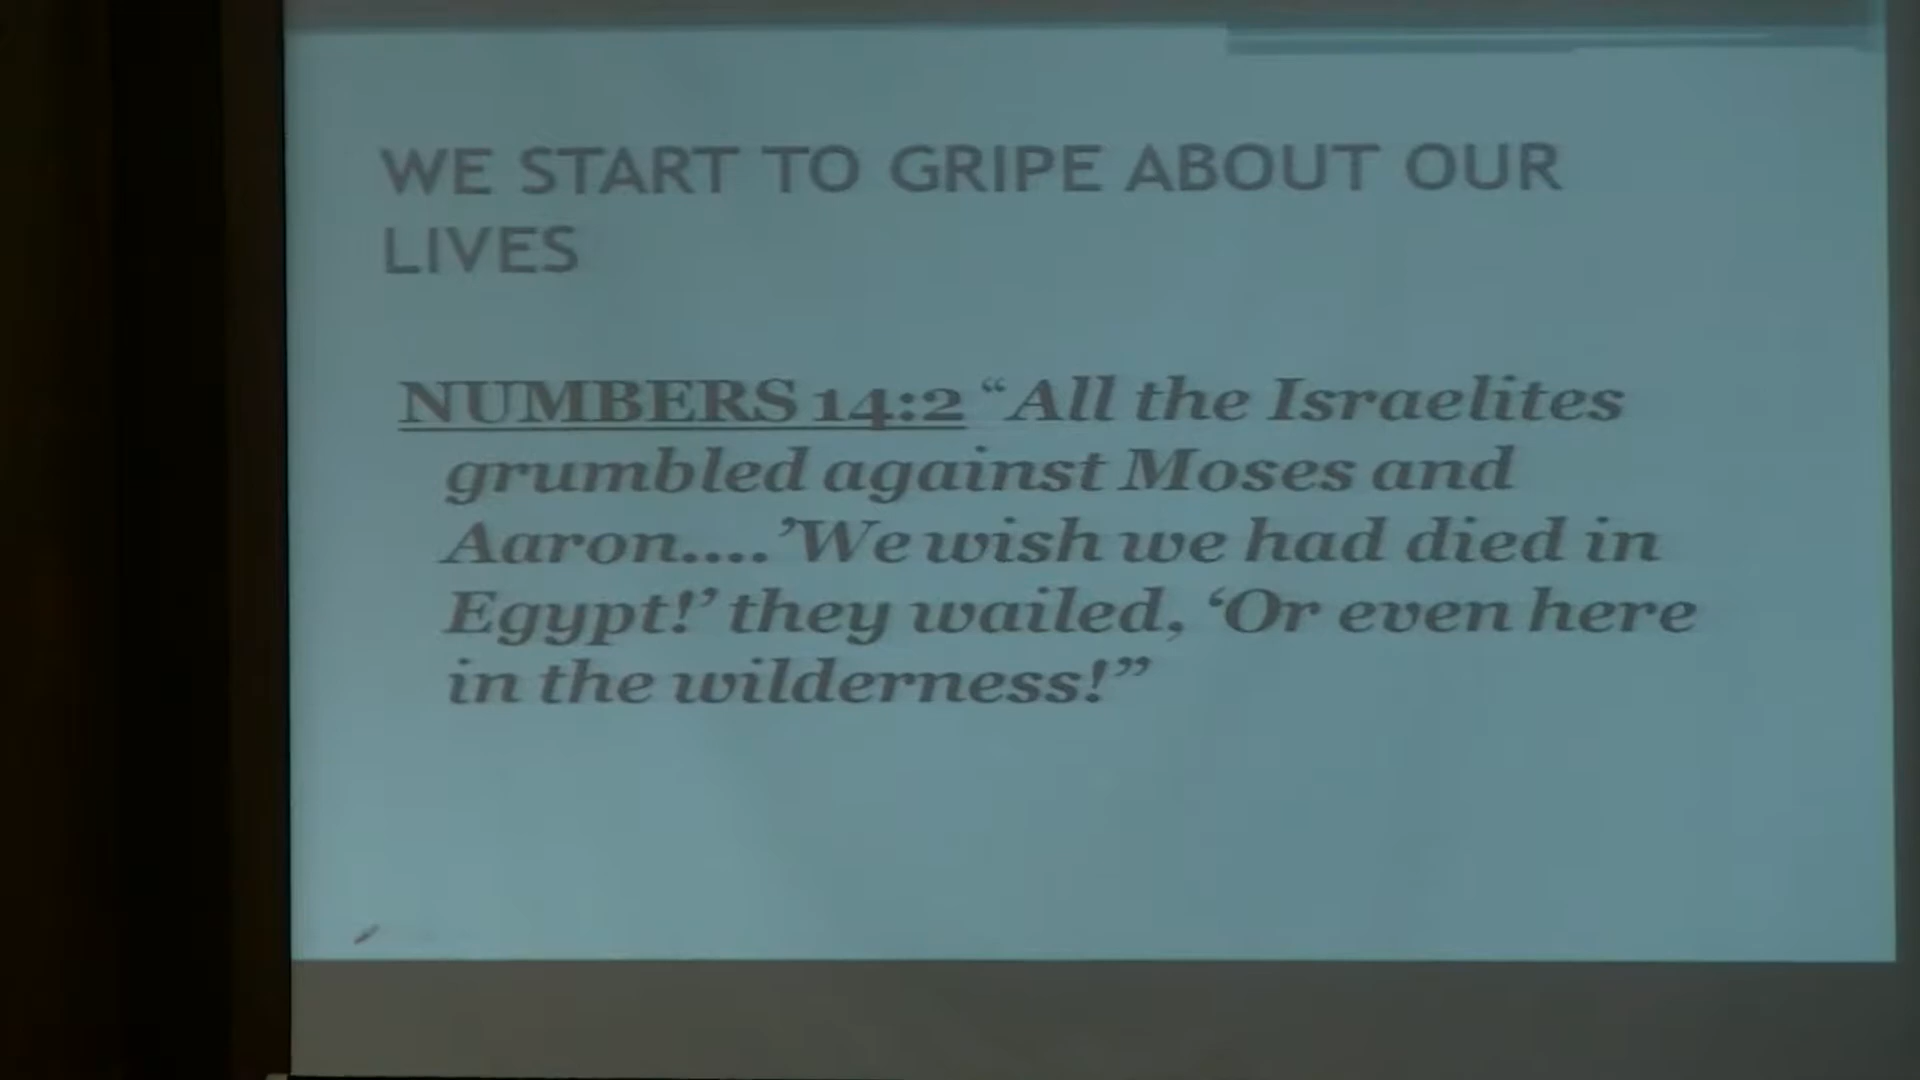 WE START TO GRIPE ABOUT OUR
LIVES
NUMBERS 14:2 “All the Israelites
grumbled against Moses and
Aaron.... ’We wish we had died in
Egypt!’ they wailed, ‘Or even here
in the wilderness!”